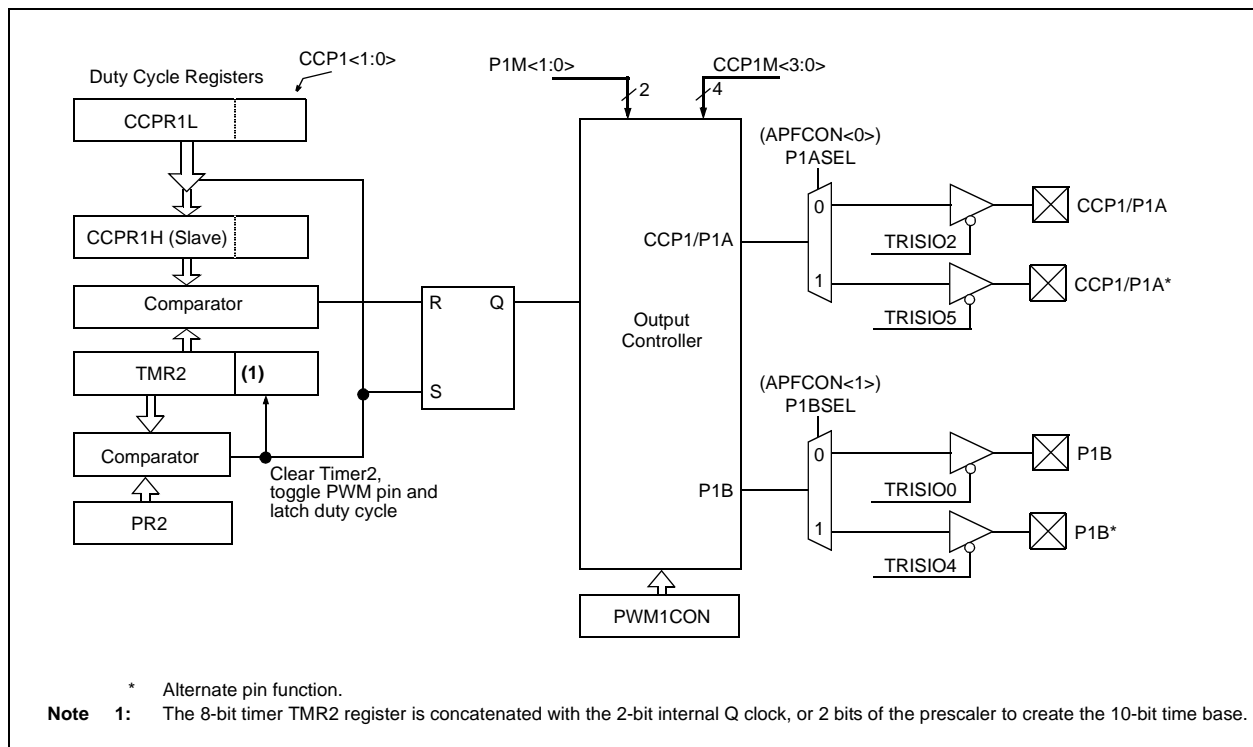 CCP1<1:0>
Duty Cycle Registers
CCPR1L
CCPR1H (Slave)
Comparator
TMR2
(1)
Comparator
PR2
Clear Timer2,
toggle PWM pin and
latch duty cycle
R
Q
S
P1M<1:0>
2
CCP1M<3:0>
4
CCP1/P1A
Output
Controller
P1B
PWM1CON
(APFCON<0>)
P1ASEL
0
1
TRISIO2
CCP1/P1A
TRISIO5
CCP1/P1A*
(APFCON<1>)
P1BSEL
0
1
TRISIO0
P1B
TRISIO4
P1B*
* Alternate pin function.
Note 1: The 8-bit timer TMR2 register is concatenated with the 2-bit internal Q clock, or 2 bits of the prescaler to create the 10-bit time base.